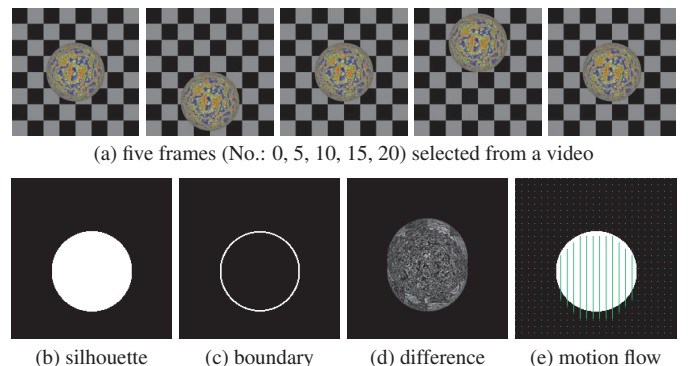 (a) five frames (No.: 0, 5, 10, 15, 20) selected from a video
(b) silhouette (c) boundary (d) difference (e) motion flow